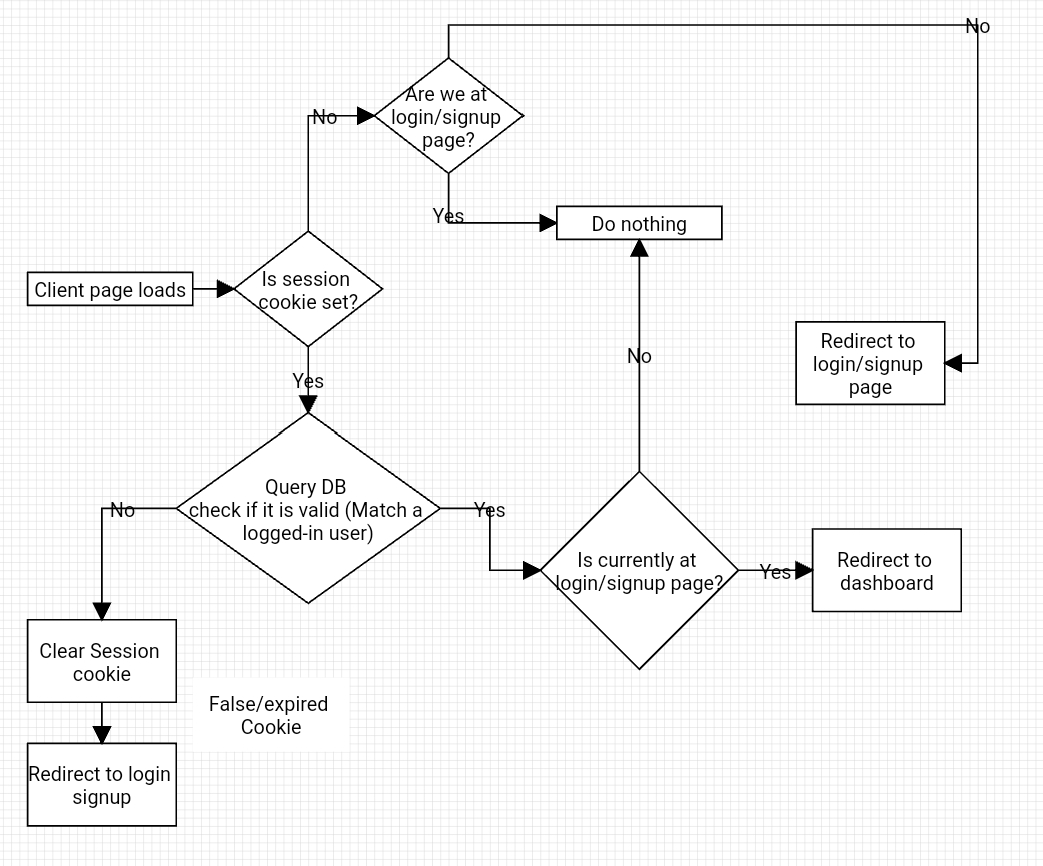 No
Are we at
login/signup
page?
No
Yes
Do nothing
Is session
cookie set?
Client page loads
Redirect to
login/signup
page
No
Yes
Query DB
check if it is valid (Match a
logged-in user)
No
Yes
Is currently at
login/signup page?
Yes
Redirect to
dashboard
Clear Session
cookie
False/expired
Cookie
Redirect to login
signup